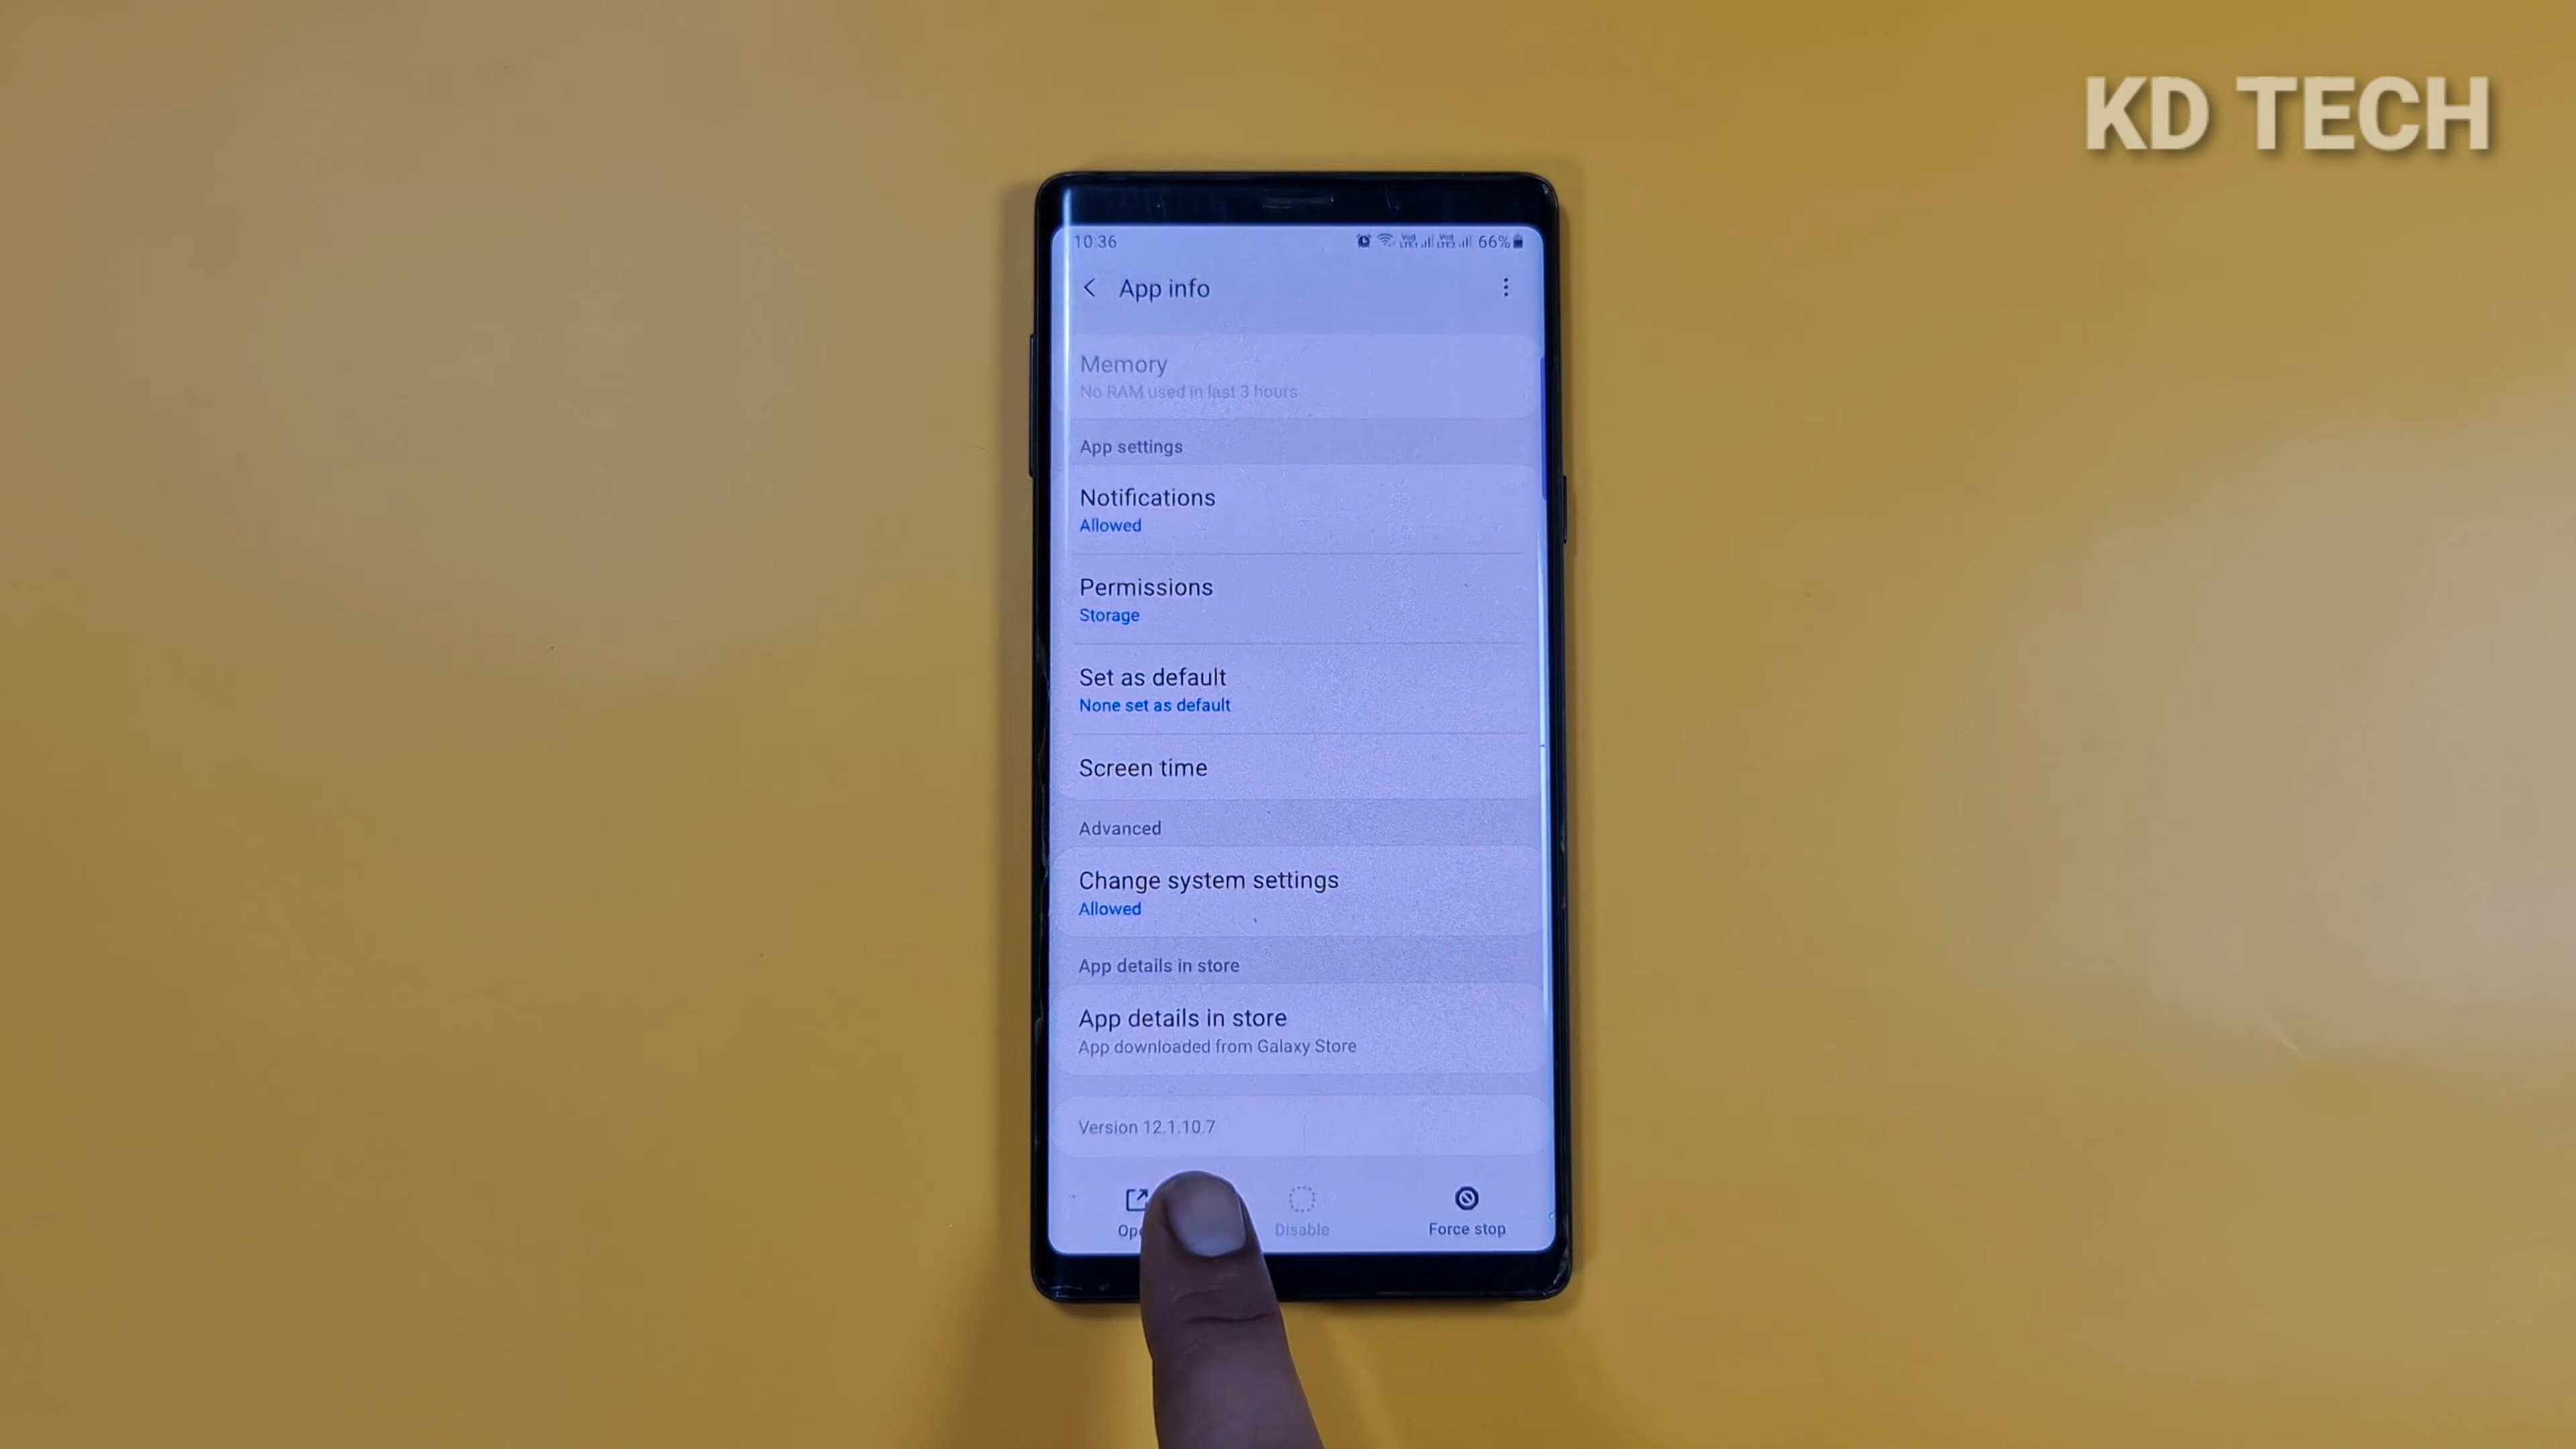 KD TECH
10:36
66%
App info
Memory
No RAM used in last 3 hours
App settings
Notifications
Allowed
Permissions
Storage
Set as default
None set as default
Screen time
Advanced
Change system settings
Allowed
App details in store
App details in store
App downloaded from Galaxy Store
Version 12.1.10.7
Disable
Force stop